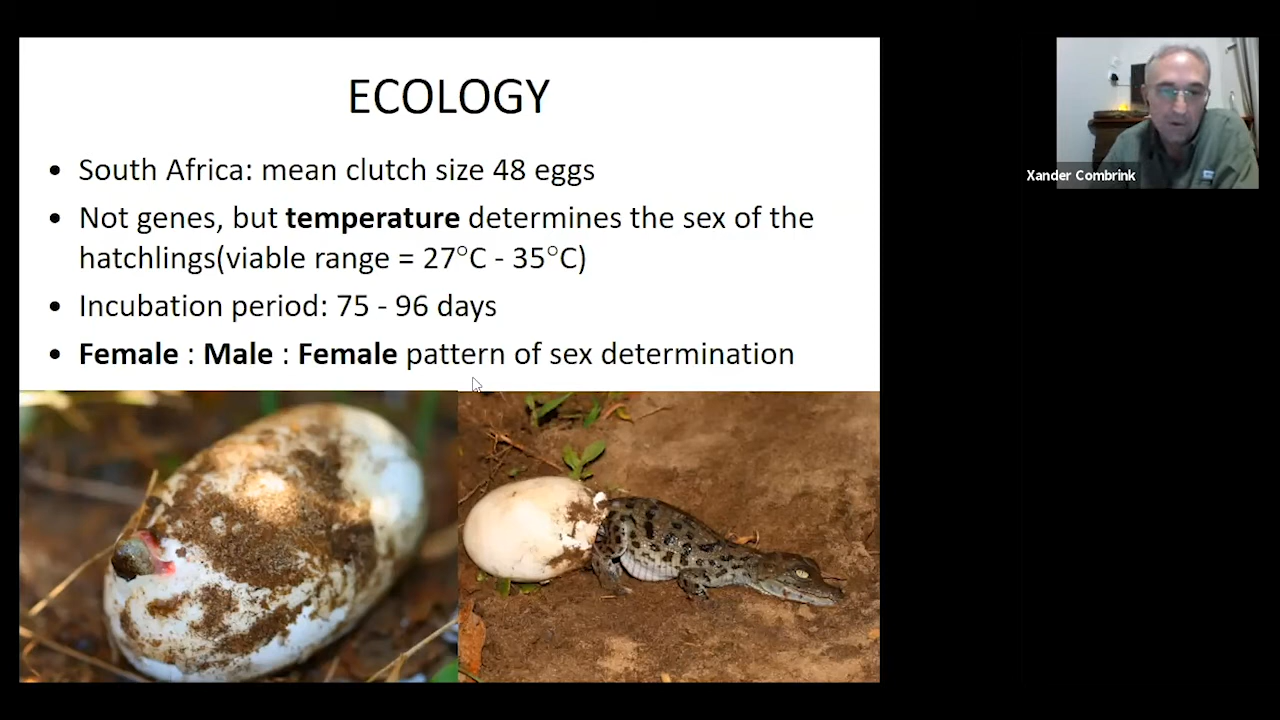 ECOLOGY
• South Africa: mean clutch size 48 eggs
• Not genes, but temperature determines the sex of the
hatchlings(viable range = 27°C - 35°C)
• Incubation period: 75 - 96 days
• Female : Male : Female pattern of sex determination
Xander Combrink